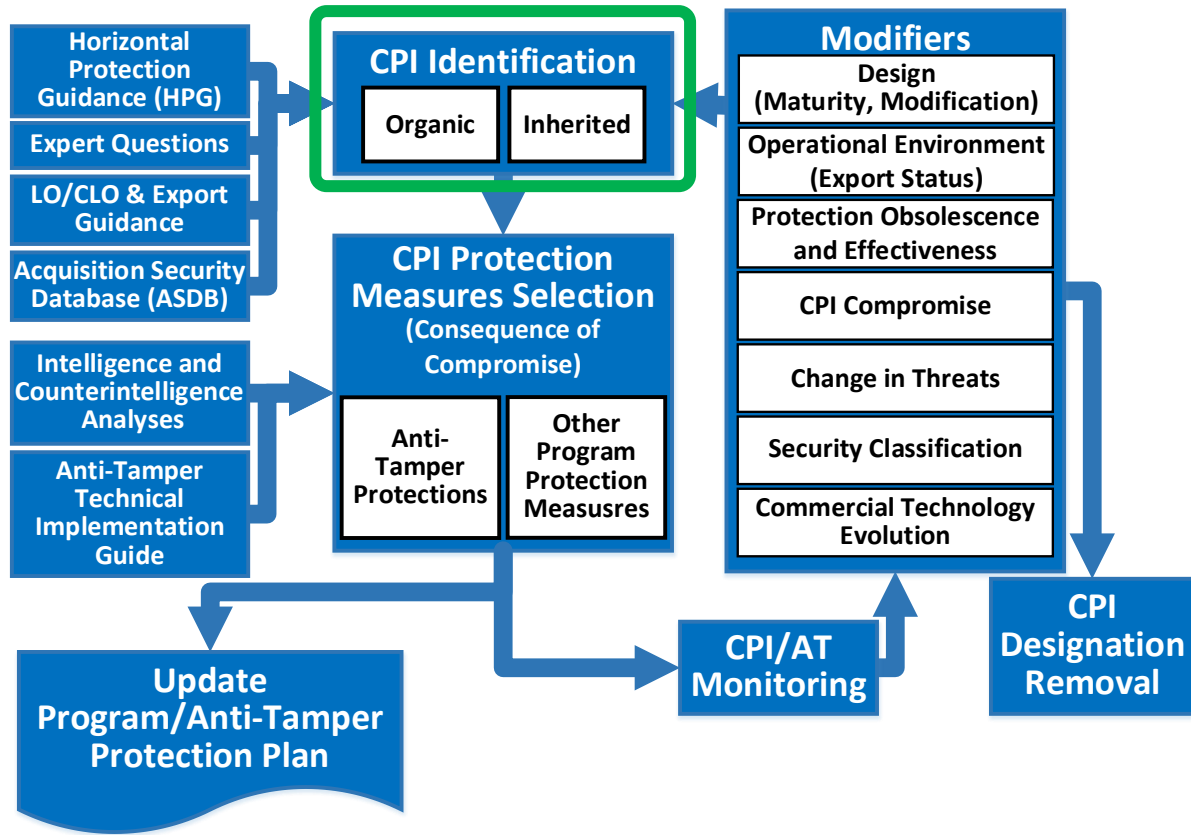 Horizontal
Protection
Guidance (HPG)
Expert Questions
LO/CLO & Export
Guidance
Acquisition Security
Database (ASDB)
Intelligence and
Counterintelligence
Analyses
Anti-Tamper
Technical
Implementation
Guide
CPI Identification
Organic
Inherited
CPI Protection
Measures Selection
(Consequence of
Compromise)
Anti-
Tamper
Protections
Other
Program
Protection
Measusres
Modifiers
Design
(Maturity, Modification)
Operational Environment
(Export Status)
Protection Obsolescence
and Effectiveness
CPI Compromise
Change in Threats
Security Classification
Commercial Technology
Evolution
Update
Program/Anti-Tamper
Protection Plan
CPI/AT
Monitoring
CPI
Designation
Removal